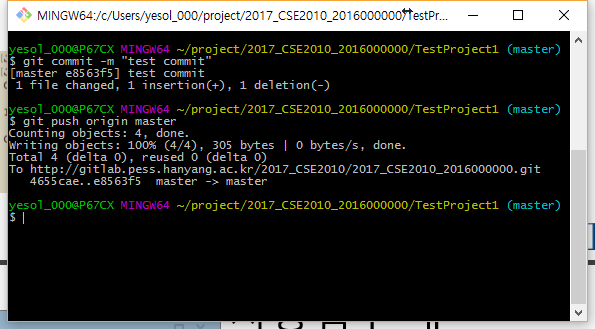 MINGW64:/c/Users/yesol_000/project/2017_CSE2010_2016000000/TestPr...
yesol_000@P67CX MINGW64 ~/project/2017_CSE2010_2016000000/TestProject1 (master)
$ git commit -m "test commit"
[master e8563f5] test commit
 1 file changed, 1 insertion(+), 1 deletion(-)
yesol_000@P67CX MINGW64 ~/project/2017_CSE2010_2016000000/TestProject1 (master)
$ git push origin master
Counting objects: 4, done.
Writing objects: 100% (4/4), 305 bytes | 0 bytes/s, done.
Total 4 (delta 0), reused 0 (delta 0)
To http://gitlab.pess.hanyang.ac.kr/2017_CSE2010/2017_CSE2010_2016000000.git
   4655cae..e8563f5  master -> master
yesol_000@P67CX MINGW64 ~/project/2017_CSE2010_2016000000/TestProject1 (master)
$